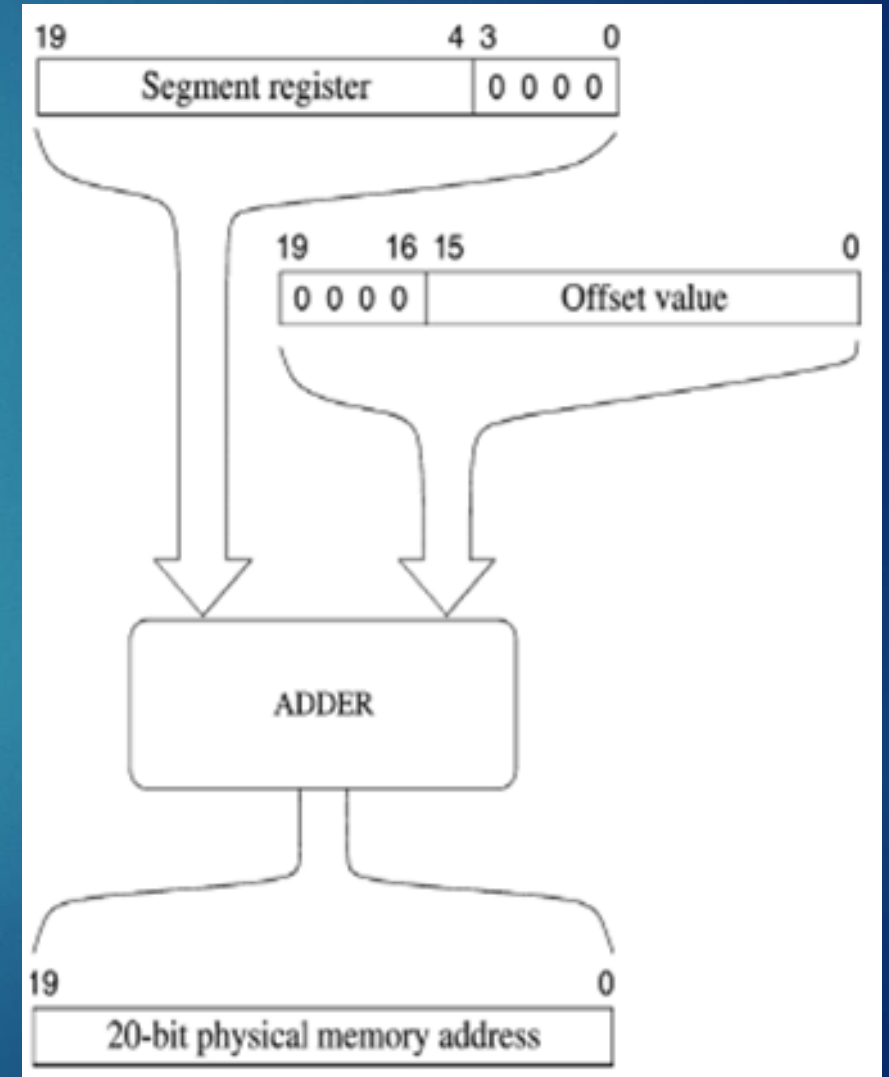 19 4 3 0
Segment register 0 0 0 0
19 16 15 0
0 0 0 0 Offset value
ADDER
19 0
20-bit physical memory address